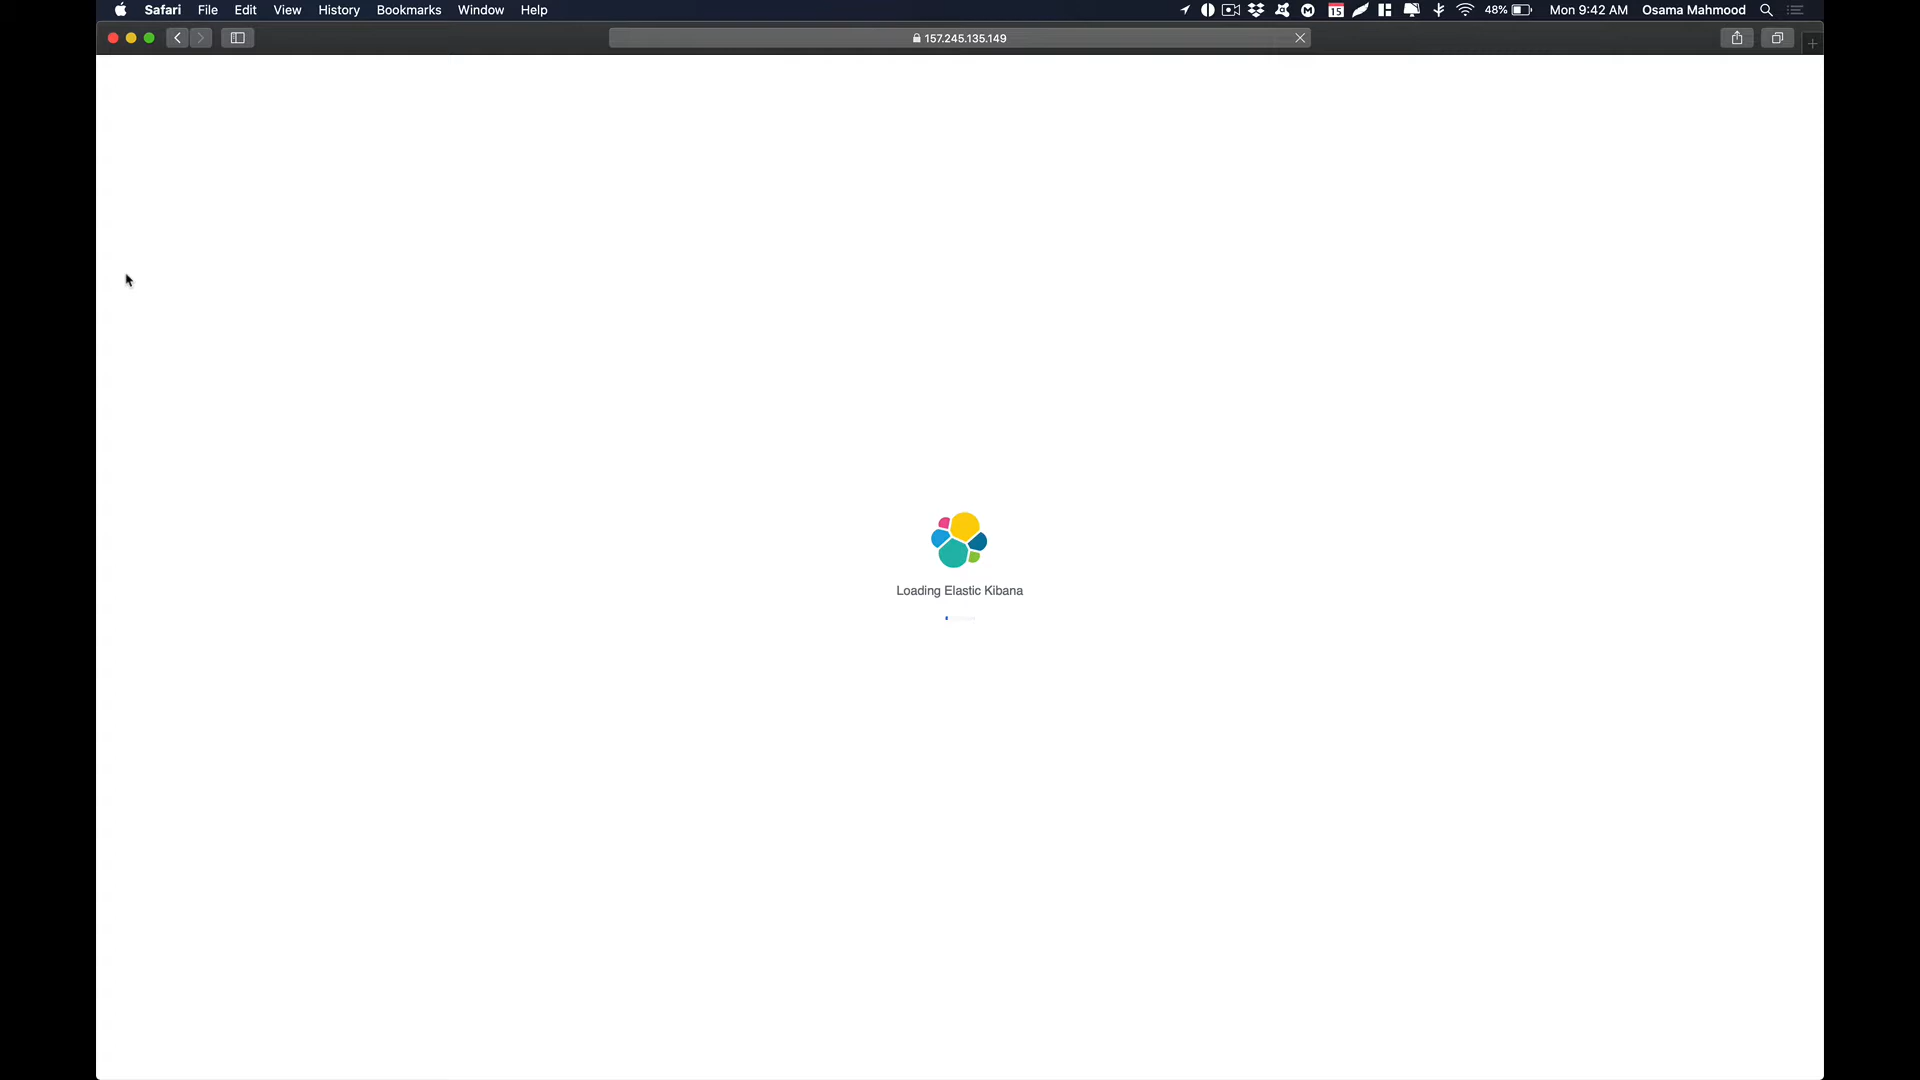 Safari File Edit View History Bookmarks Window Help 15 48% Mon 9:42 AM Osama Mahmood
157.245.135.149
Loading Elastic Kibana